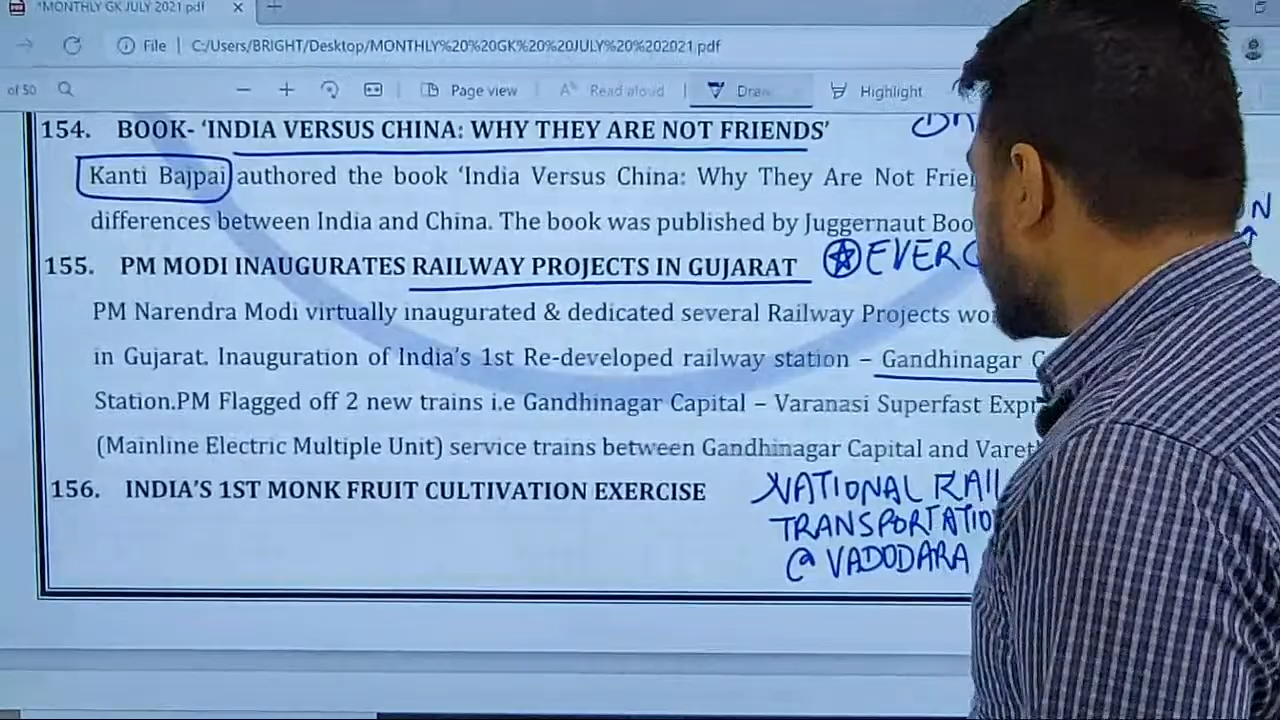 *MONTHLY GK JULY 2021.pdf
File | C:/Users/BRIGHT/Desktop/MONTHLY%20%20GK%20%20JULY%20%202021.pdf
of 50
Page view
Read aloud
Draw
Highlight
154. BOOK- ‘INDIA VERSUS CHINA: WHY THEY ARE NOT FRIENDS’
Kanti Bajpai authored the book ‘India Versus China: Why They Are Not
differences between India and China. The book was published by Juggernaut
155. PM MODI INAUGURATES RAILWAY PROJECTS IN GUJARAT
PM Narendra Modi virtually inaugurated & dedicated several Railway Projects
in Gujarat. Inauguration of India’s 1st Re-developed railway station – Gandhinagar
Station.PM Flagged off 2 new trains i.e Gandhinagar Capital – Varanasi Superfast
(Mainline Electric Multiple Unit) service trains between Gandhinagar Capital and
156. INDIA’S 1ST MONK FRUIT CULTIVATION EXERCISE
NATIONAL RAIL
TRANSPORTATIO
@ VADODARA